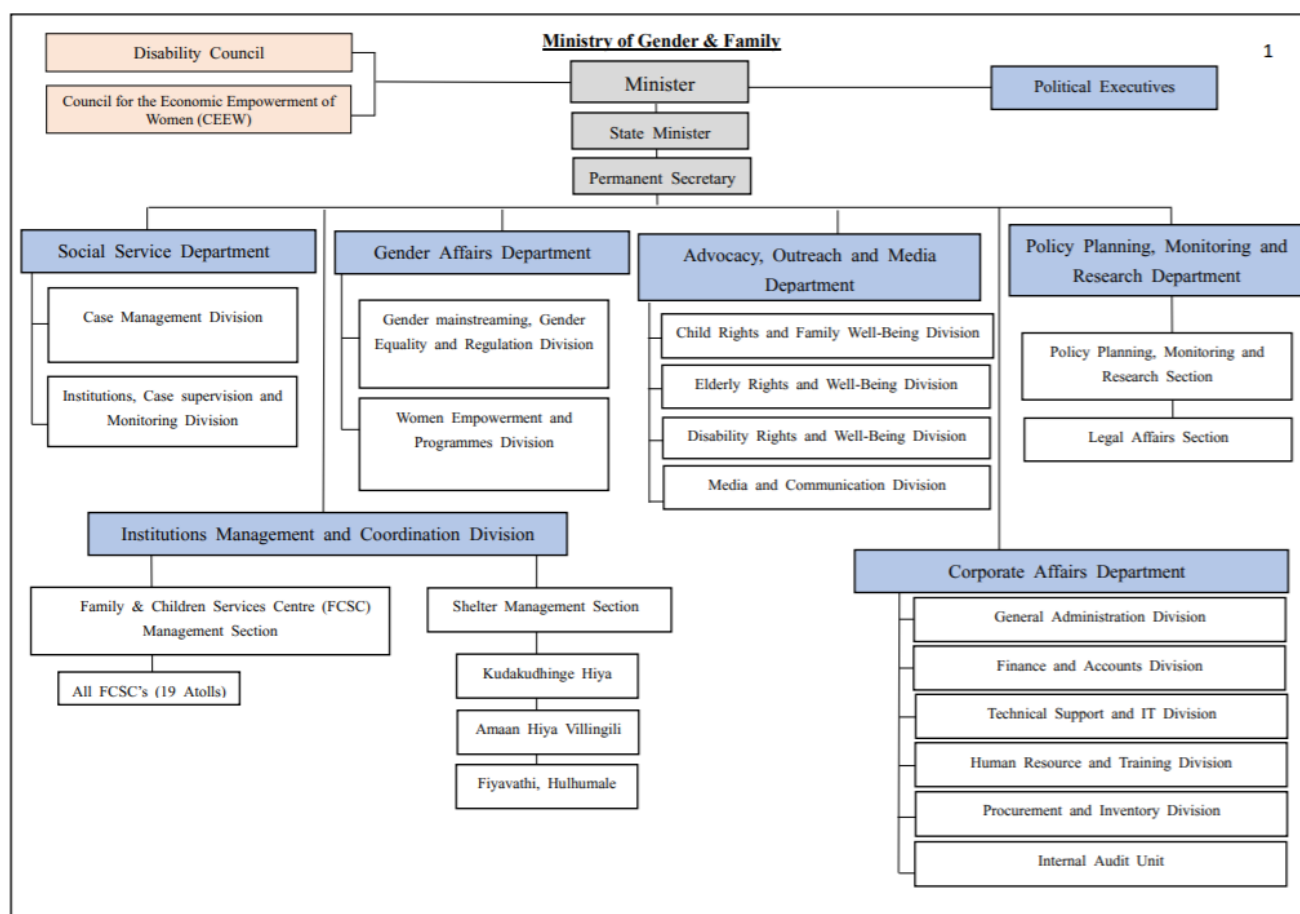 Ministry of Gender & Family
1
Disability Council
Council for the Economic Empowerment of
Women (CEEW)
Minister
Political Executives
State Minister
Permanent Secretary
Social Service Department
Case Management Division
Institutions, Case supervision and
Monitoring Division
Gender Affairs Department
Gender mainstreaming, Gender
Equality and Regulation Division
Women Empowerment and
Programmes Division
Advocacy, Outreach and Media
Department
Child Rights and Family Well-Being Division
Elderly Rights and Well-Being Division
Disability Rights and Well-Being Division
Media and Communication Division
Policy Planning, Monitoring and
Research Department
Policy Planning, Monitoring and
Research Section
Legal Affairs Section
Institutions Management and Coordination Division
Family & Children Services Centre (FCSC)
Management Section
All FCSC's (19 Atolls)
Shelter Management Section
Kudakudhinge Hiya
Amaan Hiya Villingili
Fiyavathi, Hulhumale
Corporate Affairs Department
General Administration Division
Finance and Accounts Division
Technical Support and IT Division
Human Resource and Training Division
Procurement and Inventory Division
Internal Audit Unit